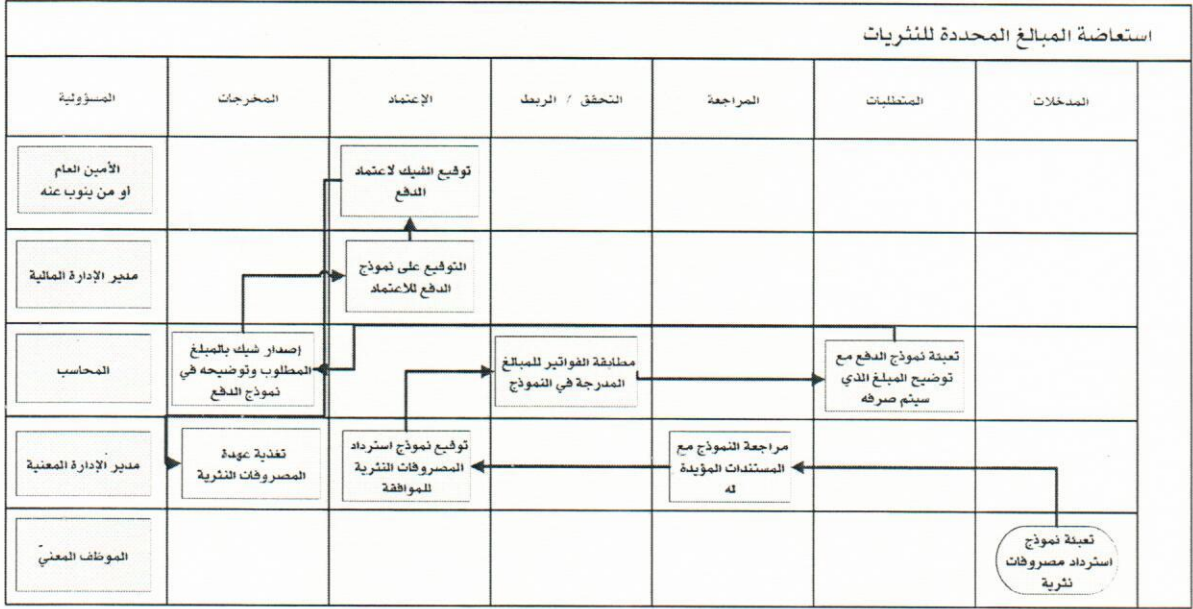 استعاضة المبالغ المحددة للنثريات
المدخلات
المتطلبات
المراجعة
التحقق / الربط
الإعتماد
المخرجات
المسؤولية
توقيع الشيك لاعتماد
الدفع
الأمين العام
او من ينوب عنه
التوقيع على نموذج
الدفع للاعتماد
مدير الإدارة المالية
تعبئة نموذج الدفع مع
توضيح المبلغ الذي
سيتم صرفه
مطابقة الفواتير للمبالغ
المدرجة في النموذج
إصدار شيك بالمبلغ
المطلوب وتوضيحه في
نموذج الدفع
المحاسب
مراجعة النموذج مع
المستندات المؤيدة
له
توقيع نموذج استرداد
المصروفات النثرية
للموافقة
تغذية عهدة
المصروفات النثرية
مدير الإدارة المعنية
تعبئة نموذج
استرداد مصروفات
نثرية
الموظف المعني